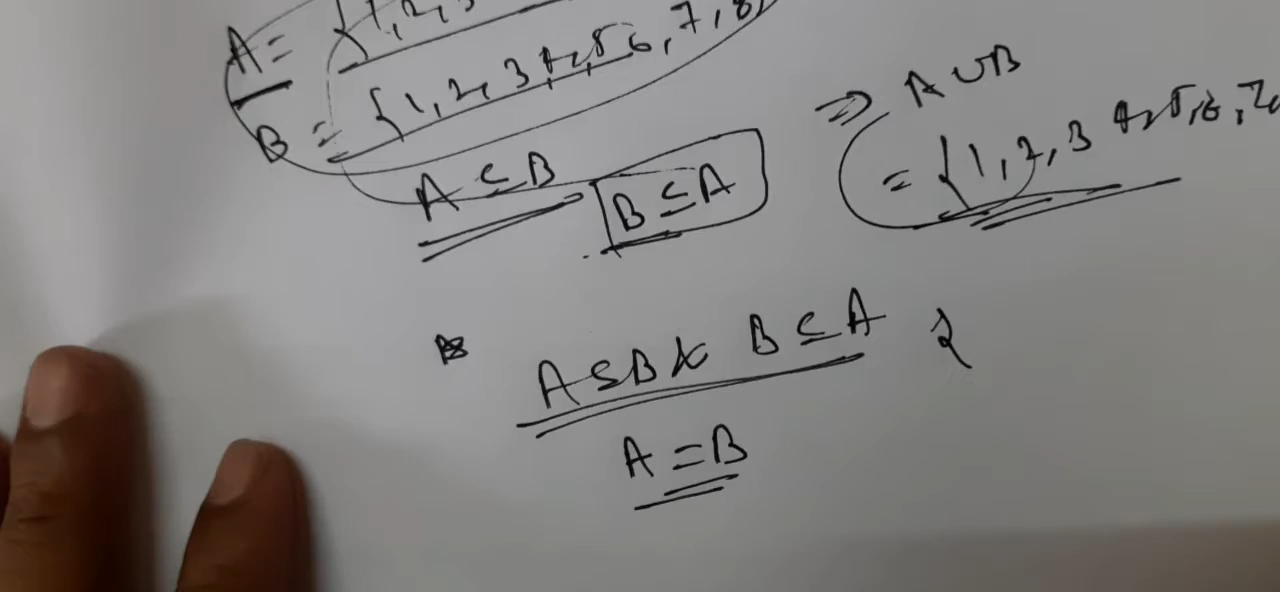 A = {1, 2, 3
B = {1, 2, 3, 4, 5, 6, 7, 8
A ⊆ B
B ⊆ A
⇒ A ∪ B
= {1, 2, 3 4, 5, 6, 7,
A ⊆ B & B ⊆ A }
A = B